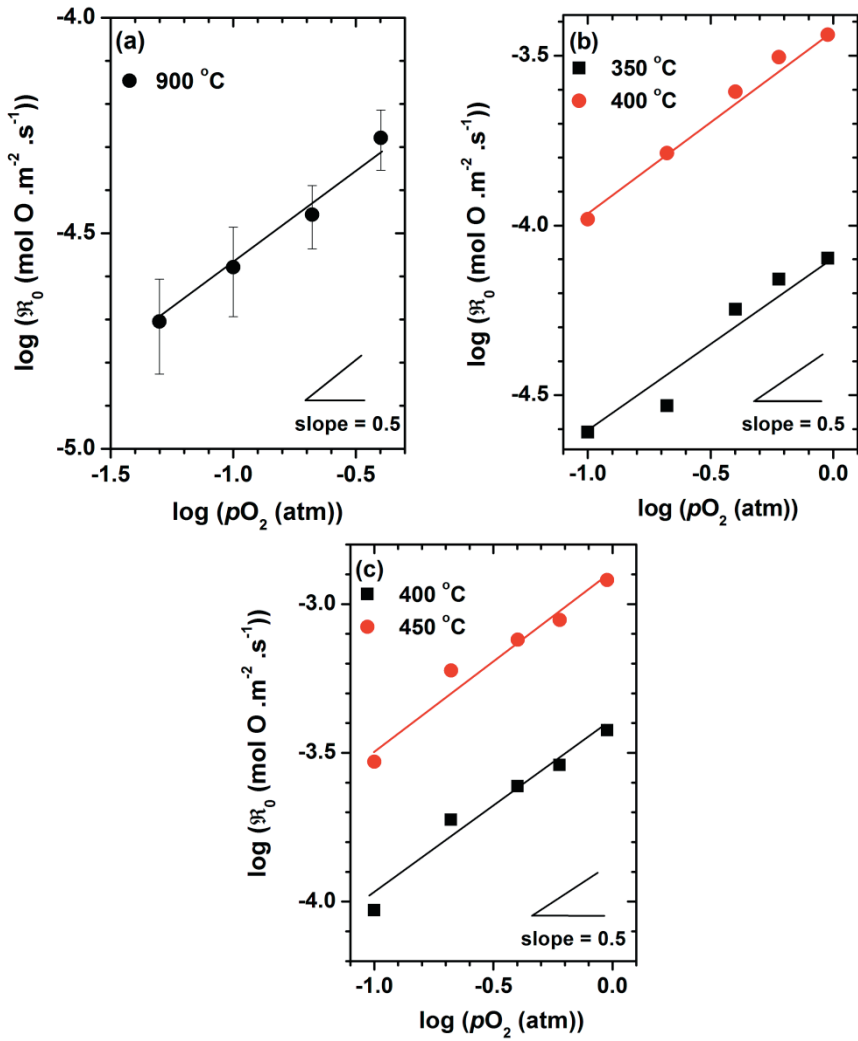 (a)
900 °C
-4.0
-4.5
-5.0
log (ℜ₀ (mol O .m⁻² .s⁻¹))
slope = 0.5
-1.5
-1.0
-0.5
log (pO₂ (atm))
(b)
350 °C
400 °C
-3.5
-4.0
-4.5
log (ℜ₀ (mol O .m⁻² .s⁻¹))
slope = 0.5
-1.0
-0.5
0.0
log (pO₂ (atm))
(c)
400 °C
450 °C
-3.0
-3.5
-4.0
log (ℜ₀ (mol O .m⁻² .s⁻¹))
slope = 0.5
-1.0
-0.5
0.0
log (pO₂ (atm))